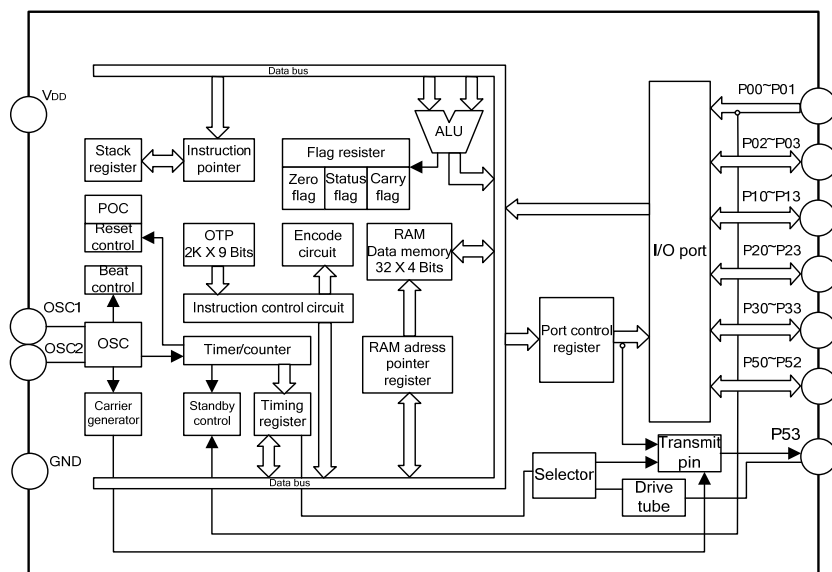 Data bus
VDD
P00~P01
ALU
Stack
register
Instruction
pointer
Flag resister
Zero
flag
Status
flag
Carry
flag
P02~P03
POC
Reset
control
OTP
2K X 9 Bits
Encode
circuit
RAM
Data memory
32 X 4 Bits
P10~P13
I/O port
P20~P23
Beat
control
Instruction control circuit
OSC1
OSC2
OSC
Timer/counter
RAM adress
pointer
register
Port control
register
P30~P33
P50~P52
Carrier
generator
Standby
control
Timing
register
P53
GND
Transmit
pin
Selector
Drive
tube
Data bus